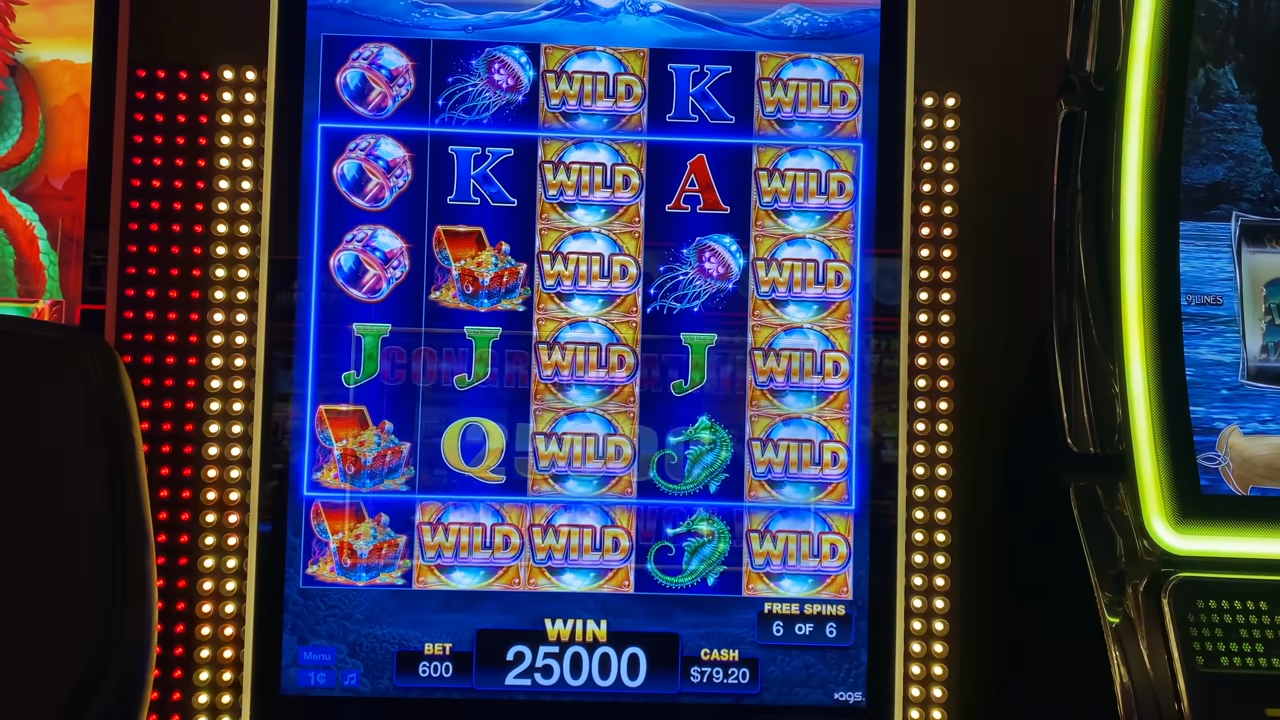 WILD K WILD
K WILD A WILD
WILD WILD
J J WILD J WILD
Q WILD WILD
WILD WILD WILD
9 LINES
FREE SPINS
6 OF 6
WIN
25000
BET
600
CASH
$79.20
Menu
1¢
ags.